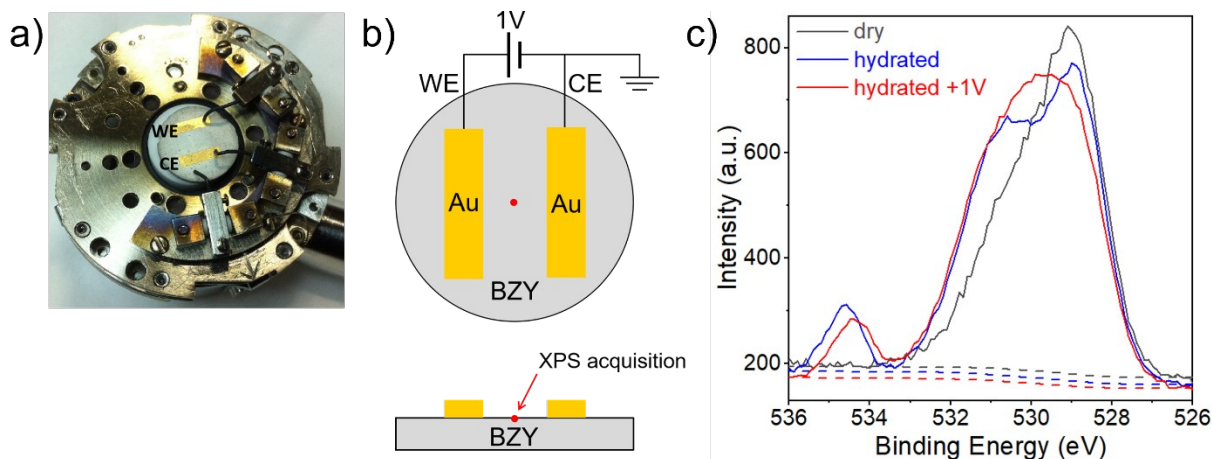 a)
WE
CE
b)
1V
WE
CE
Au
Au
BZY
XPS acquisition
BZY
c)
dry
hydrated
hydrated +1V
Intensity (a.u.)
800
600
400
200
536
534
532
530
528
526
Binding Energy (eV)